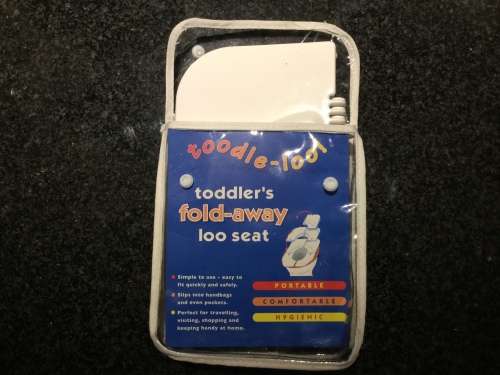 toodle-loo!
toddler's
fold-away
loo seat
Simple to use - easy to
fit quickly and safely.
Slips into handbags
and even pockets.
Perfect for travelling,
visiting, shopping and
keeping handy at home.
PORTABLE
COMFORTABLE
HYGIENIC